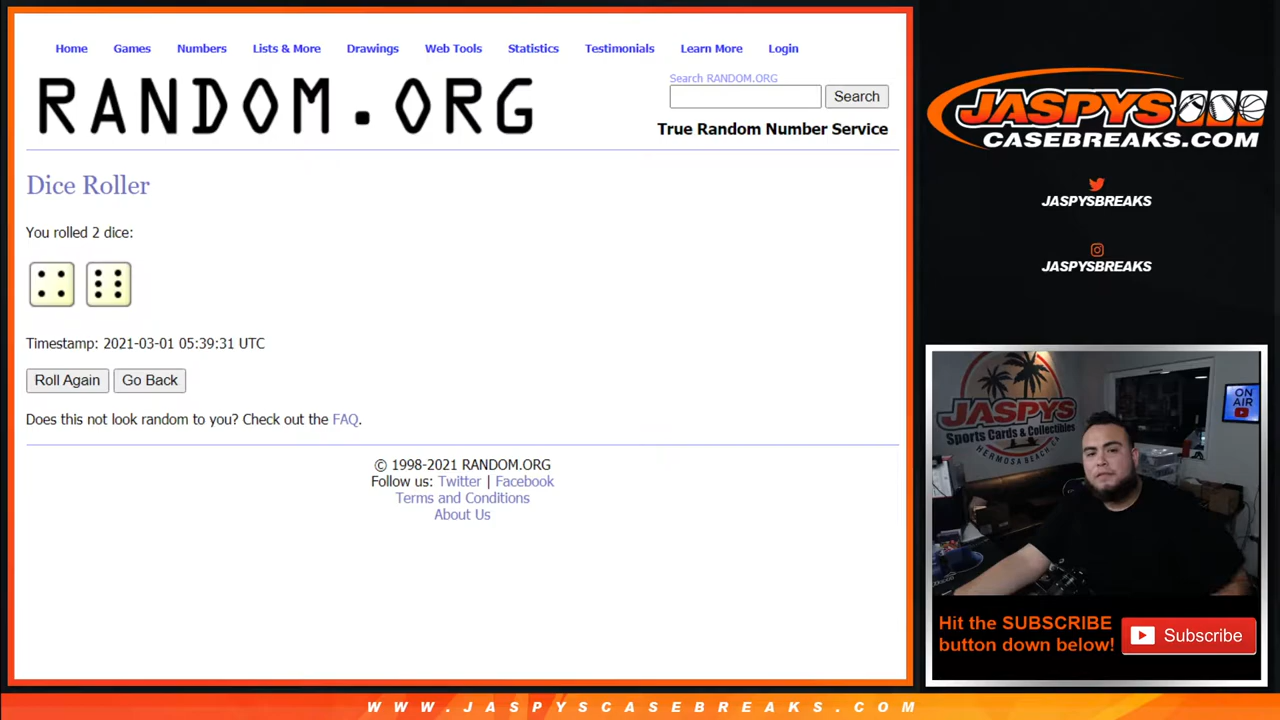 Home Games Numbers Lists & More Drawings Web Tools Statistics Testimonials Learn More Login
RANDOM.ORG
Search RANDOM.ORG
Search
True Random Number Service
Dice Roller
You rolled 2 dice:
Timestamp: 2021-03-01 05:39:31 UTC
Roll Again Go Back
Does this not look random to you? Check out the FAQ.
© 1998-2021 RANDOM.ORG
Follow us: Twitter | Facebook
Terms and Conditions
About Us
JASPYS
CASEBREAKS.COM
JASPYSBREAKS
JASPYSBREAKS
JASPYS
Sports Cards & Collectibles
HERMOSA BEACH, CA
ON
AIR
Hit the SUBSCRIBE
button down below!
Subscribe
WWW.JASPYSCASEBREAKS.COM